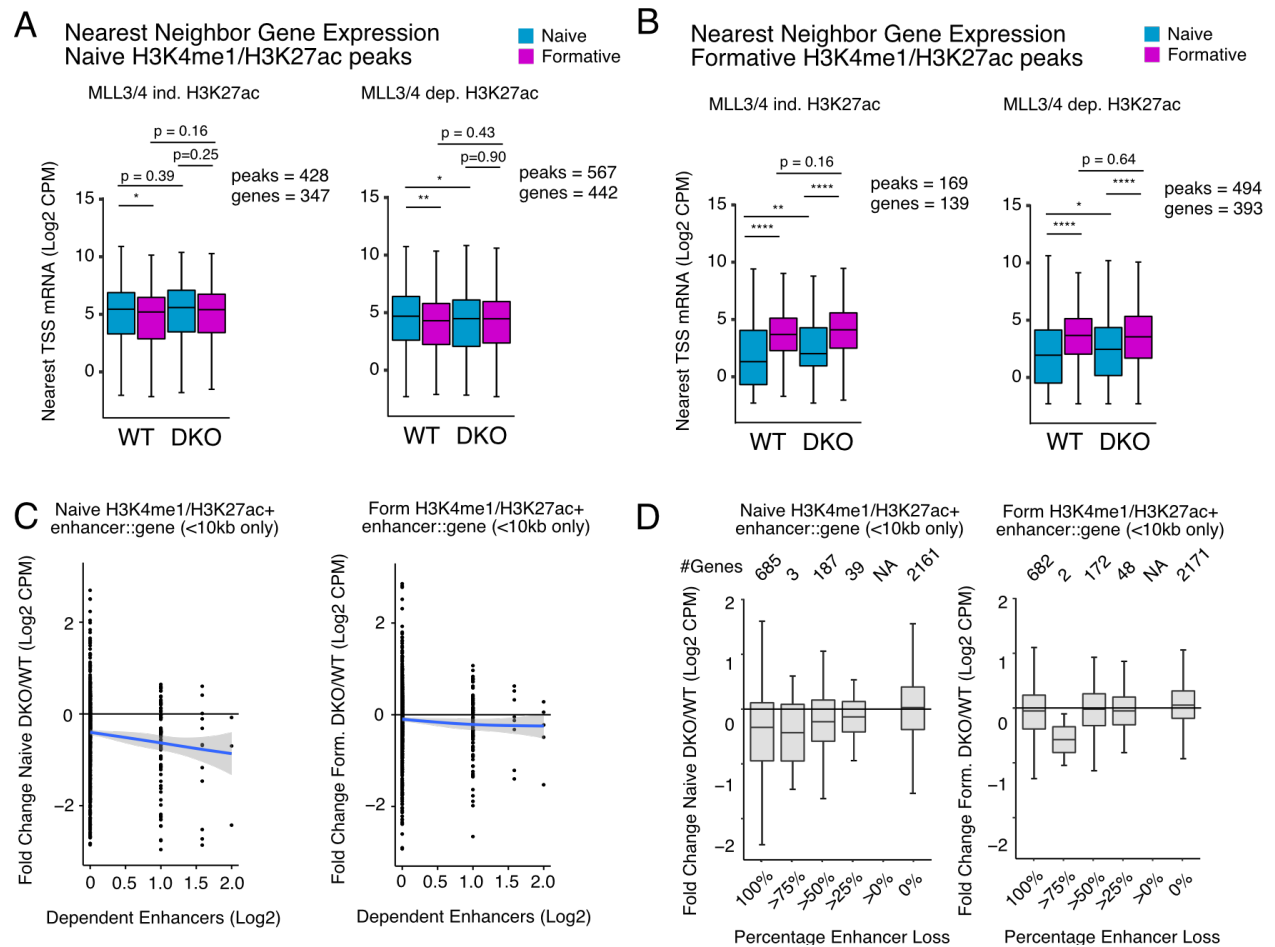 A
Nearest Neighbor Gene Expression
Naive H3K4me1/H3K27ac peaks
Naive
Formative
MLL3/4 ind. H3K27ac
MLL3/4 dep. H3K27ac
Nearest TSS mRNA (Log2 CPM)
p = 0.16
p=0.25
p = 0.39
*
peaks = 428
genes = 347
15
10
5
0
WT DKO
p = 0.43
p=0.90
*
**
peaks = 567
genes = 442
15
10
5
0
WT DKO
B
Nearest Neighbor Gene Expression
Formative H3K4me1/H3K27ac peaks
Naive
Formative
MLL3/4 ind. H3K27ac
MLL3/4 dep. H3K27ac
Nearest TSS mRNA (Log2 CPM)
p = 0.16
****
**
****
peaks = 169
genes = 139
15
10
5
0
WT DKO
p = 0.64
****
*
****
peaks = 494
genes = 393
15
10
5
0
WT DKO
C
Naive H3K4me1/H3K27ac+
enhancer::gene (<10kb only)
Fold Change Naive DKO/WT (Log2 CPM)
2
0
−2
0 0.5 1.0 1.5 2.0
Dependent Enhancers (Log2)
Form H3K4me1/H3K27ac+
enhancer::gene (<10kb only)
Fold Change Form. DKO/WT (Log2 CPM)
2
0
−2
0 0.5 1.0 1.5 2.0
Dependent Enhancers (Log2)
D
Naive H3K4me1/H3K27ac+
enhancer::gene (<10kb only)
#Genes 685 3 187 39 NA 2161
Fold Change Naive DKO/WT (Log2 CPM)
2
1
0
−1
−2
100% >75% >50% >25% >0% 0%
Percentage Enhancer Loss
Form H3K4me1/H3K27ac+
enhancer::gene (<10kb only)
682 2 172 48 NA 2171
Fold Change Form. DKO/WT (Log2 CPM)
2
1
0
−1
−2
100% >75% >50% >25% >0% 0%
Percentage Enhancer Loss